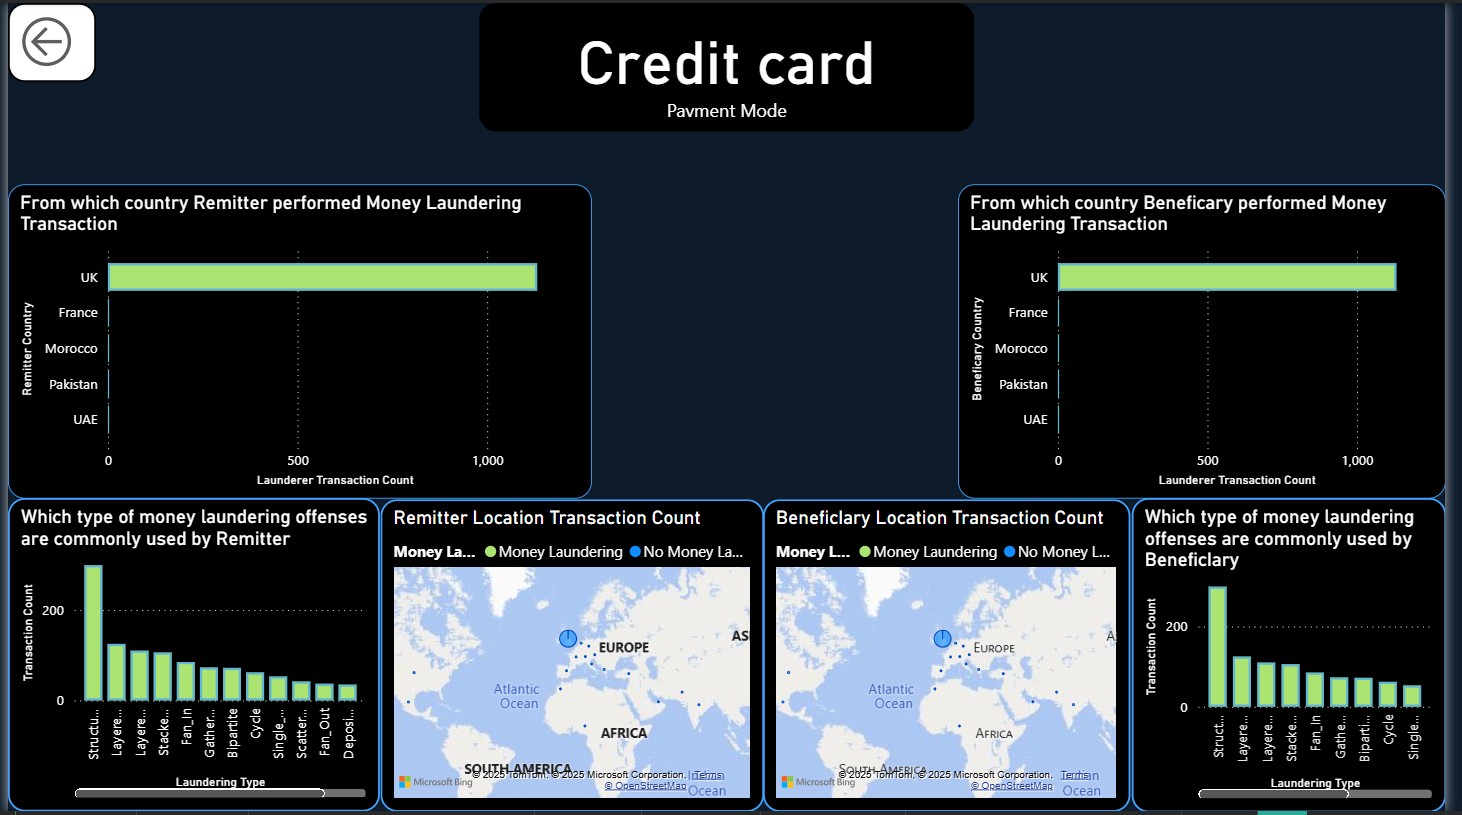 Credit card
Payment Mode
From which country Remitter performed Money Laundering
Transaction
Remitter Country
UK
France
Morocco
Pakistan
UAE
0 500 1,000
Launderer Transaction Count
From which country Beneficary performed Money
Laundering Transaction
Beneficary Country
UK
France
Morocco
Pakistan
UAE
0 500 1,000
Launderer Transaction Count
Which type of money laundering offenses
are commonly used by Remitter
Transaction Count
200
0
Structu... Layere... Layere... Stacke... Fan_In Gather... Bipartite Cycle Single_... Scatter... Fan_Out Deposi...
Laundering Type
Remitter Location Transaction Count
Money La... Money Laundering No Money La...
EUROPE
AS
Atlantic
Ocean
AFRICA
SOUTH AMERICA
Microsoft Bing
© 2025 TomTom, © 2025 Microsoft Corporation, Terms
© OpenStreetMap
Ocean
Beneficlary Location Transaction Count
Money L... Money Laundering No Money L...
EUROPE
A
Atlantic
Ocean
AFRICA
SOUTH AMERICA
Microsoft Bing
© 2025 TomTom, © 2025 Microsoft Corporation, Terms
© OpenStreetMap
Ocean
Which type of money laundering
offenses are commonly used by
Beneficlary
Transaction Count
200
0
Struct... Layere... Layere... Stacke... Fan_In Gathe... Biparti... Cycle Single...
Laundering Type